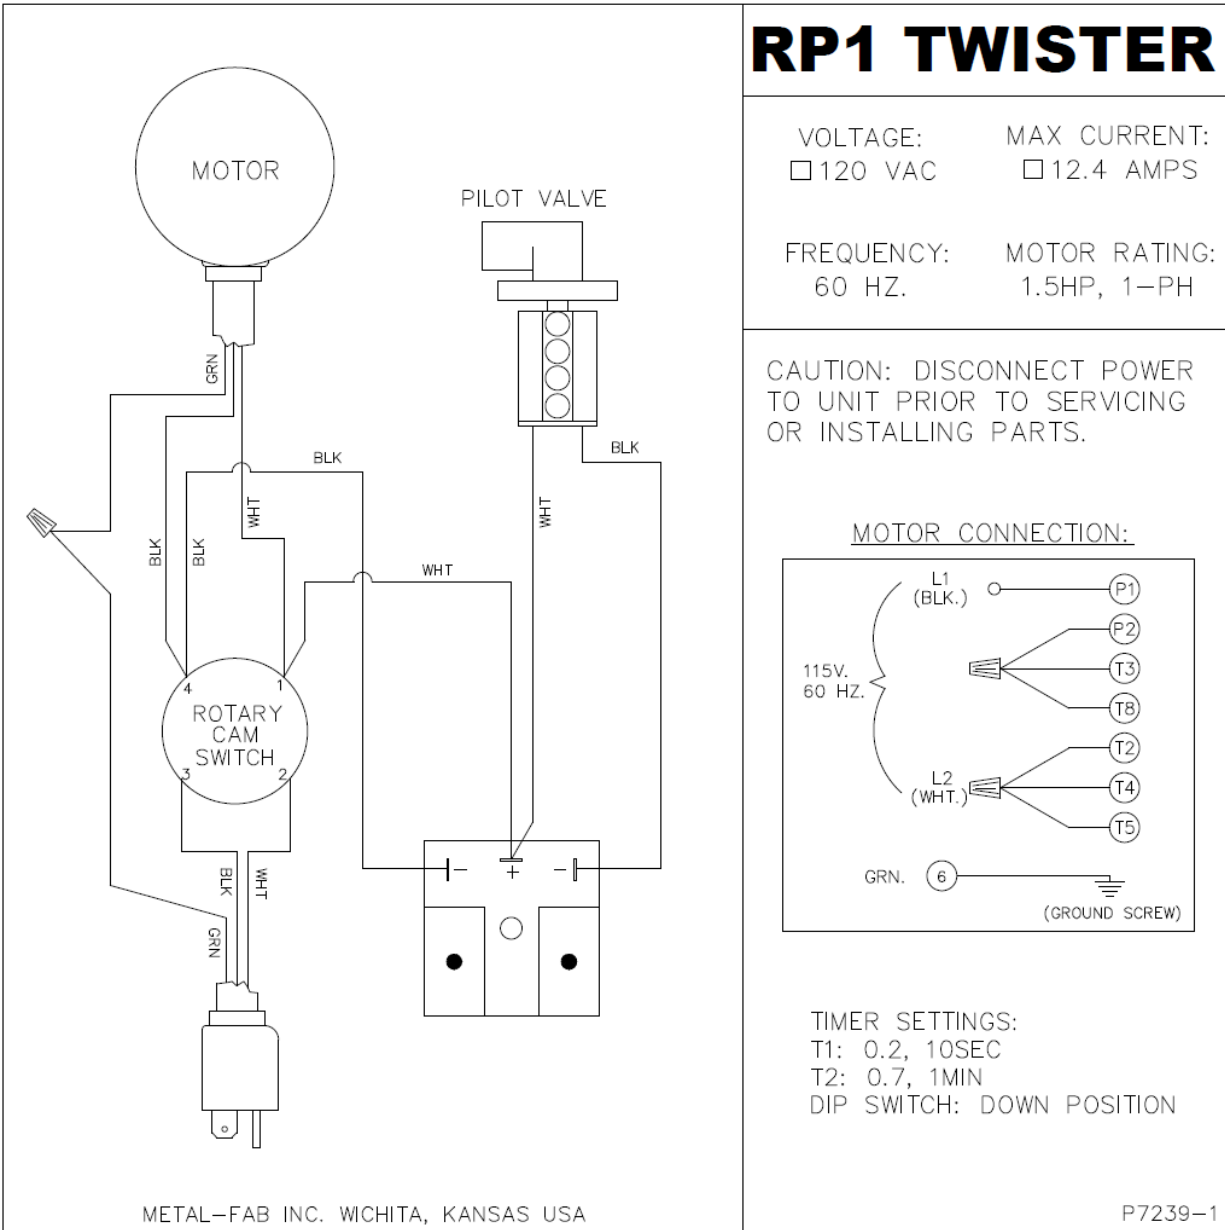 RP1 TWISTER
VOLTAGE:
120 VAC
MAX CURRENT:
12.4 AMPS
FREQUENCY:
60 HZ.
MOTOR RATING:
1.5HP, 1-PH
CAUTION: DISCONNECT POWER
TO UNIT PRIOR TO SERVICING
OR INSTALLING PARTS.
MOTOR CONNECTION:
L1
(BLK.)
P1
P2
T3
T8
115V.
60 HZ.
T2
L2
(WHT.)
T4
T5
GRN.
6
(GROUND SCREW)
TIMER SETTINGS:
T1: 0.2, 10SEC
T2: 0.7, 1MIN
DIP SWITCH: DOWN POSITION
P7239-1
MOTOR
PILOT VALVE
GRN
BLK
BLK
WHT
WHT
BLK
BLK
WHT
4
1
ROTARY
CAM
SWITCH
3
2
- + -
BLK
WHT
GRN
METAL-FAB INC. WICHITA, KANSAS USA